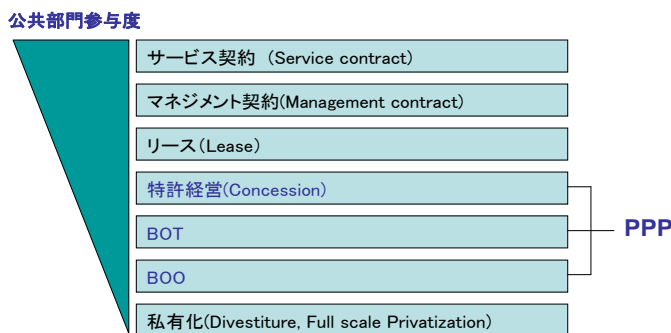 公共部門参与度
サービス契約 (Service contract)
マネジメント契約(Management contract)
リース(Lease)
特許経営(Concession)
BOT
PPP
BOO
私有化(Divestiture, Full scale Privatization)